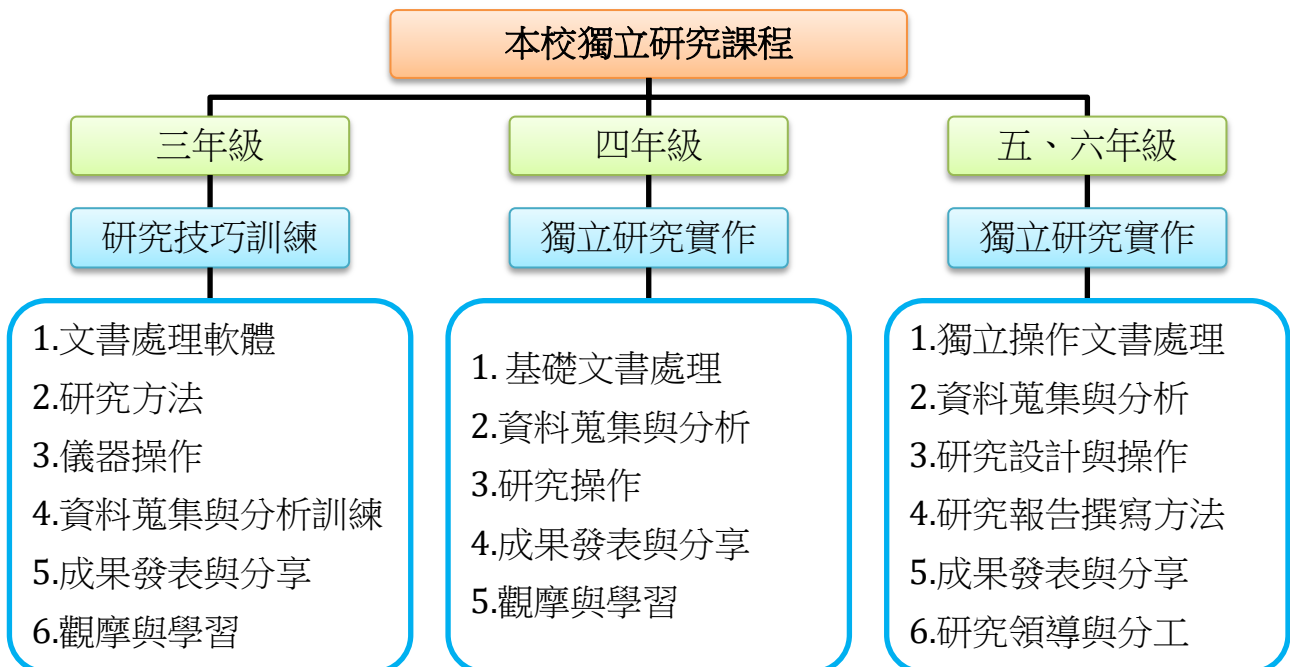 本校獨立研究課程
三年級
研究技巧訓練
1.文書處理軟體
2.研究方法
3.儀器操作
4.資料蒐集與分析訓練
5.成果發表與分享
6.觀摩與學習
四年級
獨立研究實作
1. 基礎文書處理
2.資料蒐集與分析
3.研究操作
4.成果發表與分享
5.觀摩與學習
五、六年級
獨立研究實作
1.獨立操作文書處理
2.資料蒐集與分析
3.研究設計與操作
4.研究報告撰寫方法
5.成果發表與分享
6.研究領導與分工